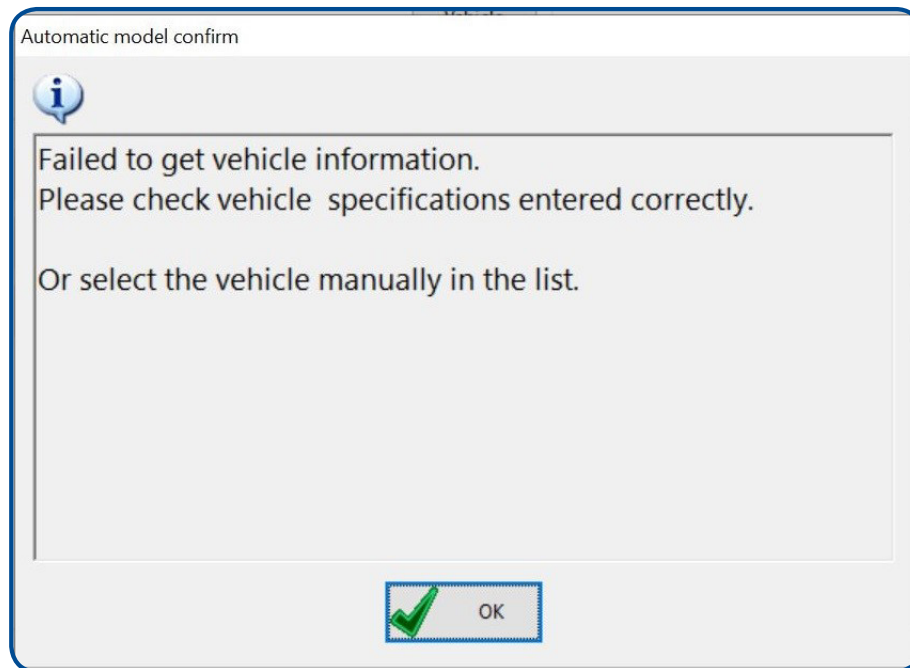 Automatic model confirm
Failed to get vehicle information.
Please check vehicle  specifications entered correctly.
Or select the vehicle manually in the list.
OK